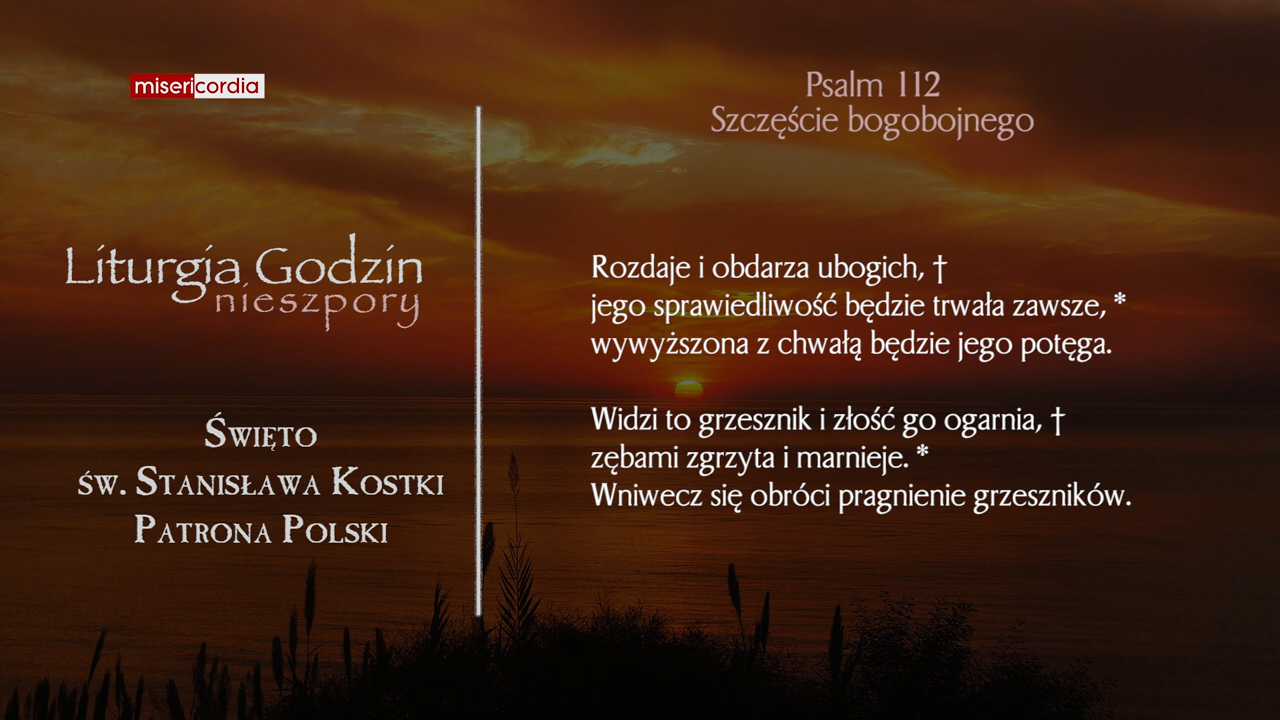 misericordia
Liturgia Godzin
nieszpory
Święto
św. Stanisława Kostki
Patrona Polski
Psalm 112
Szczęście bogobojnego
Rozdaje i obdarza ubogich, †
jego sprawiedliwość będzie trwała zawsze, *
wywyższona z chwałą będzie jego potęga.
Widzi to grzesznik i złość go ogarnia, †
zębami zgrzyta i marnieje. *
Wniwecz się obróci pragnienie grzeszników.